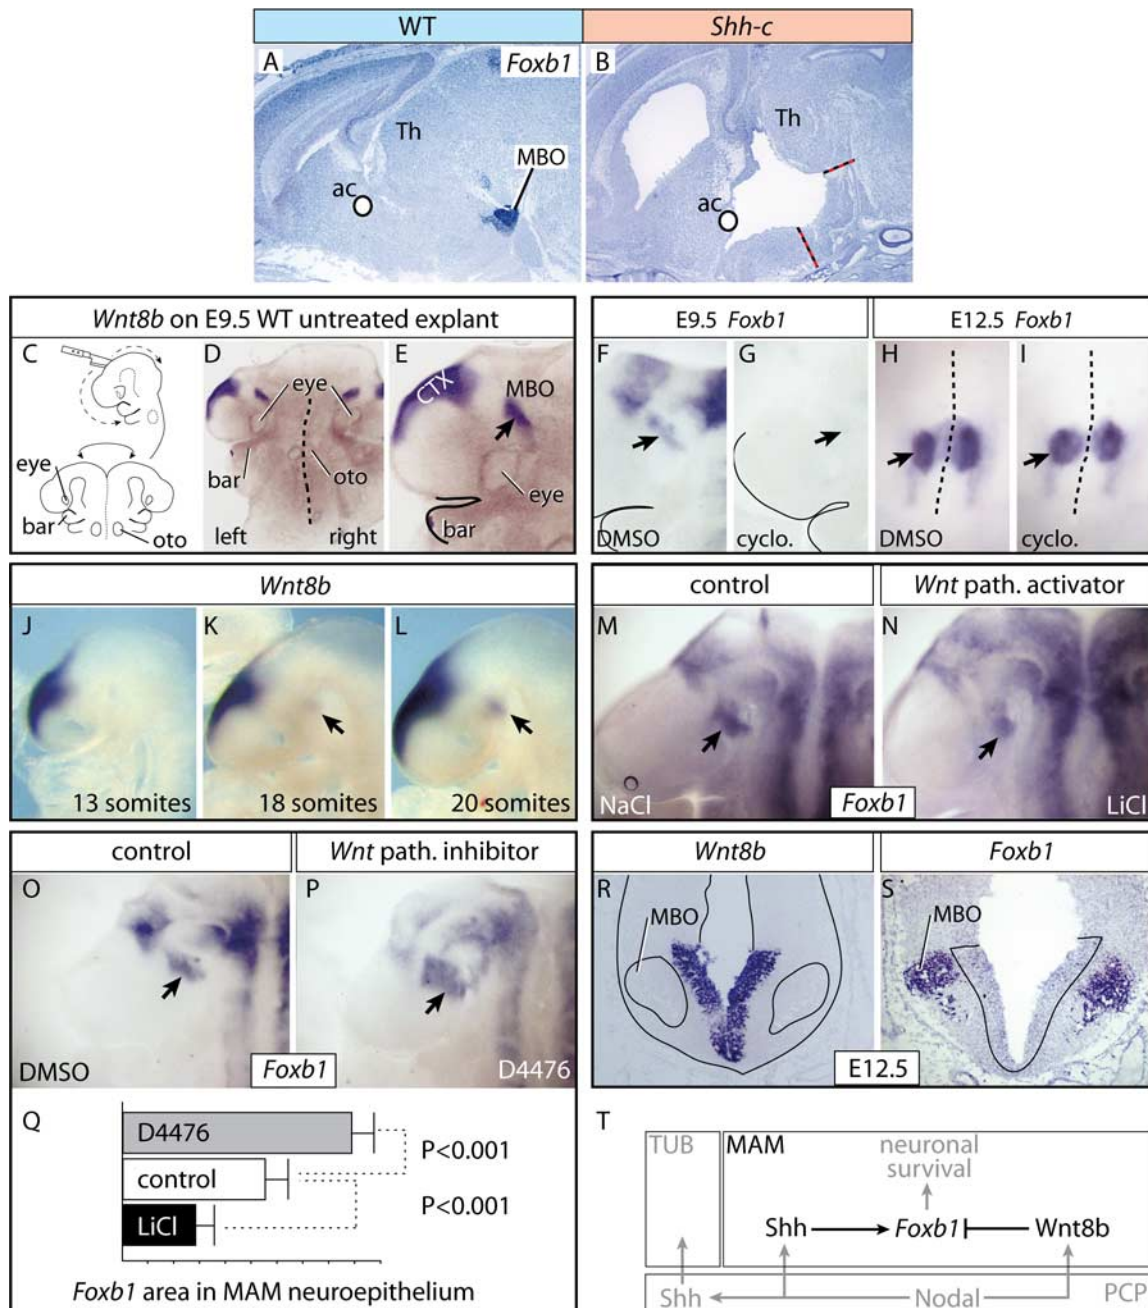 WT
Shh-c
A
Foxb1
Th
MBO
ac
B
Th
ac
Wnt8b on E9.5 WT untreated explant
C
eye
bar
oto
D
eye
bar
oto
left
right
E
CTX
MBO
eye
bar
E9.5 Foxb1
E12.5 Foxb1
F
DMSO
G
cyclo.
H
DMSO
I
cyclo.
Wnt8b
J
13 somites
K
18 somites
L
20 somites
control
Wnt path. activator
M
NaCl
Foxb1
N
LiCl
control
Wnt path. inhibitor
O
DMSO
Foxb1
P
D4476
Wnt8b
Foxb1
R
MBO
E12.5
S
MBO
Q
D4476
control
LiCl
P<0.001
P<0.001
Foxb1 area in MAM neuroepithelium
T
TUB
MAM
neuronal
survival
Shh
Foxb1
Wnt8b
Shh
Nodal
PCP